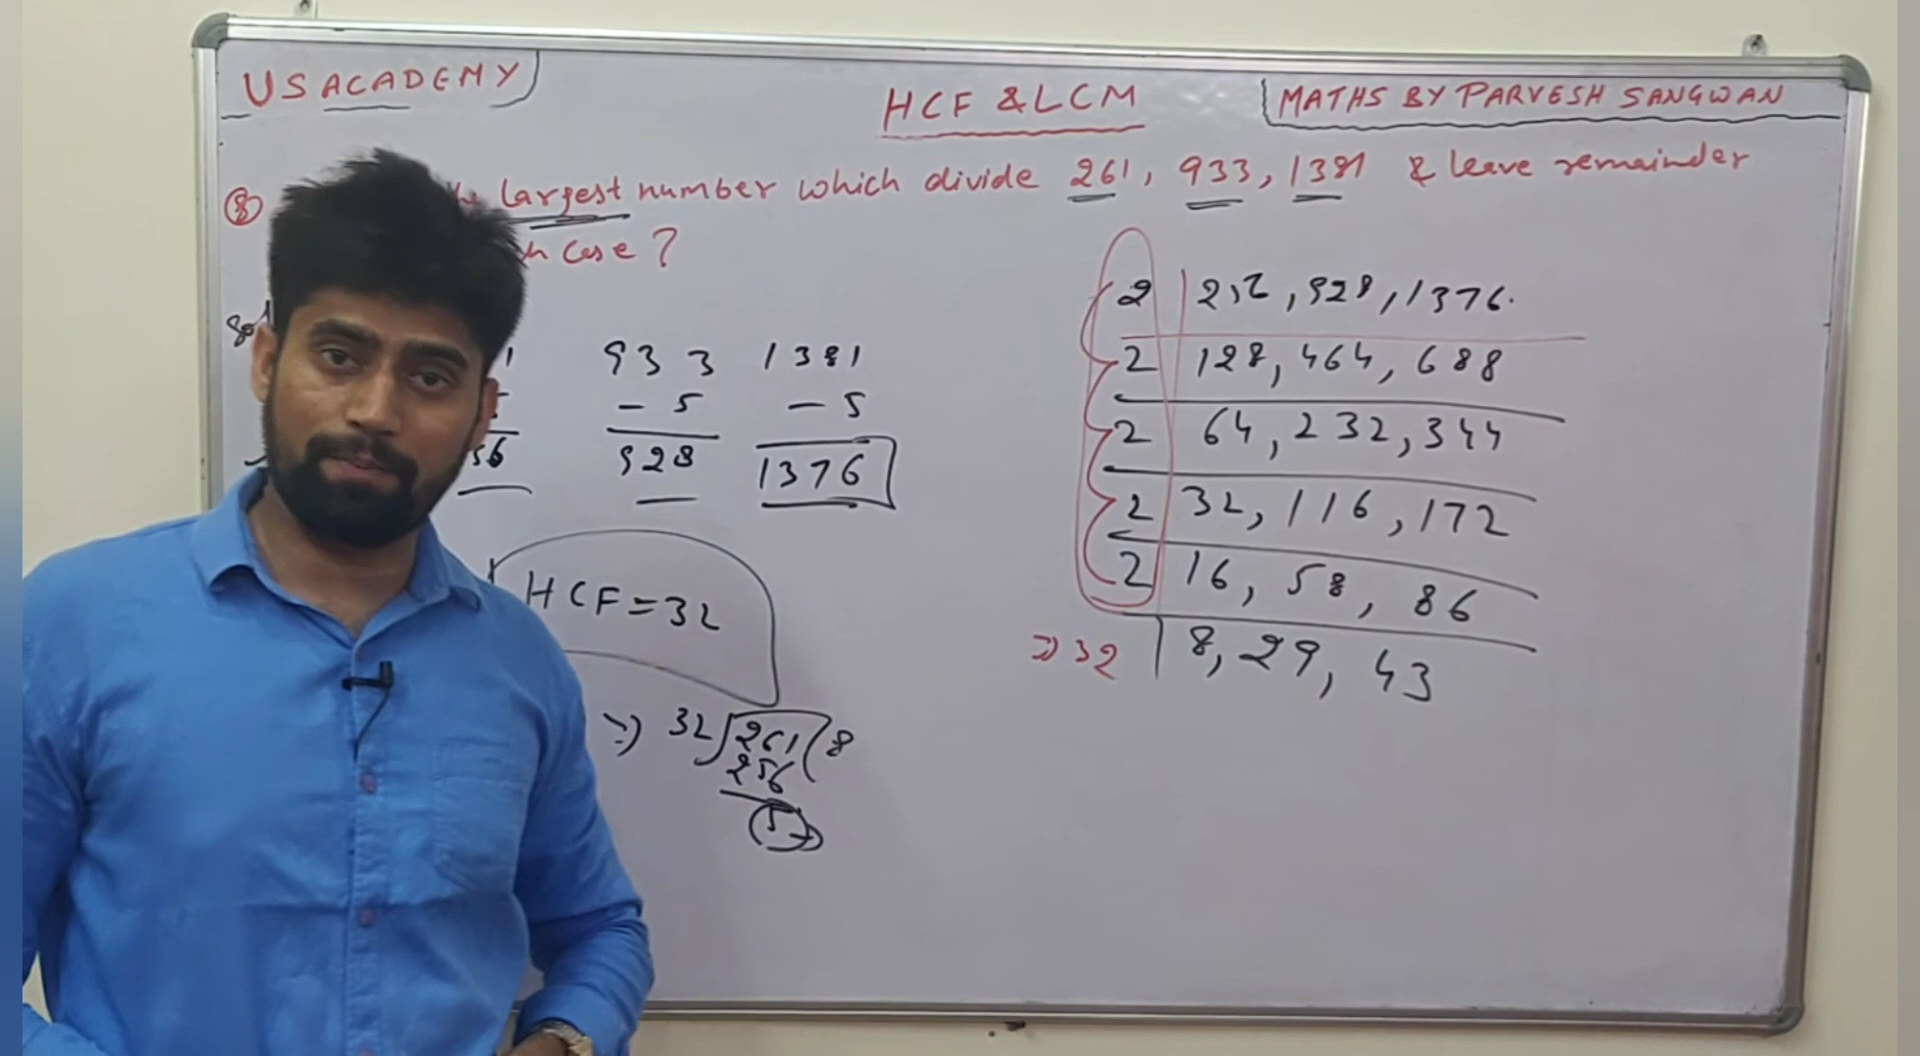 US ACADEMY
HCF & LCM
MATHS BY PARVESH SANGWAN
largest number which divide 261, 933, 1381 & leave remainder
case?
933 1381
- 5 - 5
56 928 1376
HCF = 32
32 261 8
256
5
2 256, 928, 1376
2 128, 464, 688
2 64, 232, 344
2 32, 116, 172
2 16, 58, 86
=) 32 8, 29, 43